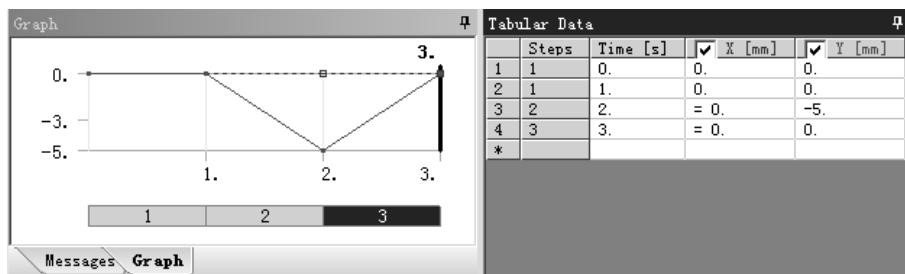 Graph
3.
0.
-3.
-5.
1. 2. 3.
1 2 3
Messages Graph
Tabular Data
Steps Time [s] X [mm] Y [mm]
1 1 0. 0. 0.
2 1 1. 0. 0.
3 2 2. = 0. -5.
4 3 3. = 0. 0.
*